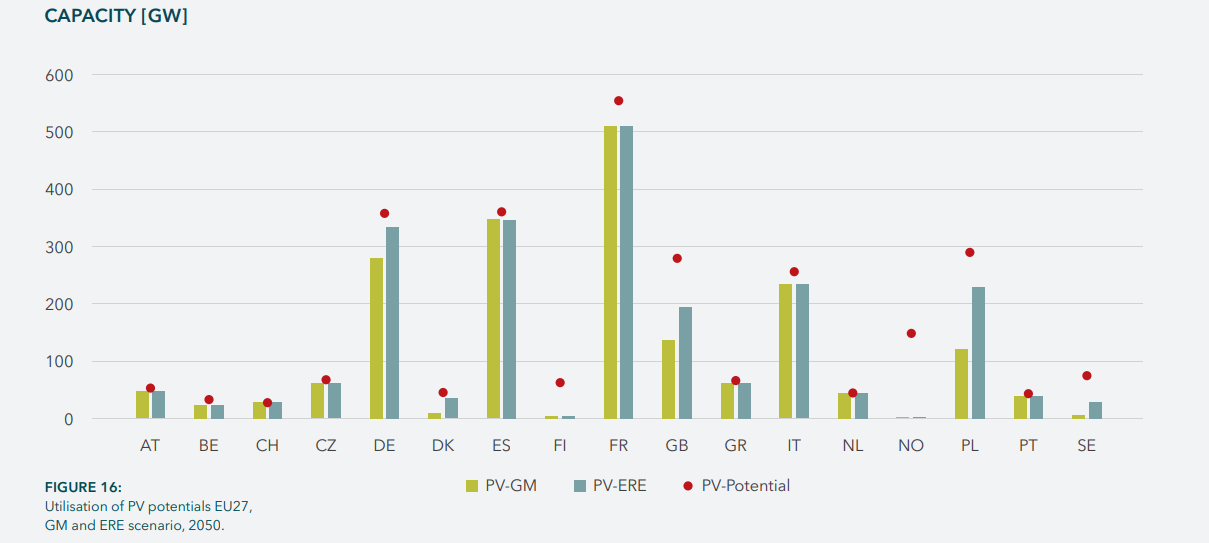 CAPACITY [GW]
600
500
400
300
200
100
0
AT BE CH CZ DE DK ES FI FR GB GR IT NL NO PL PT SE
PV-GM PV-ERE PV-Potential
FIGURE 16:
Utilisation of PV potentials EU27,
GM and ERE scenario, 2050.